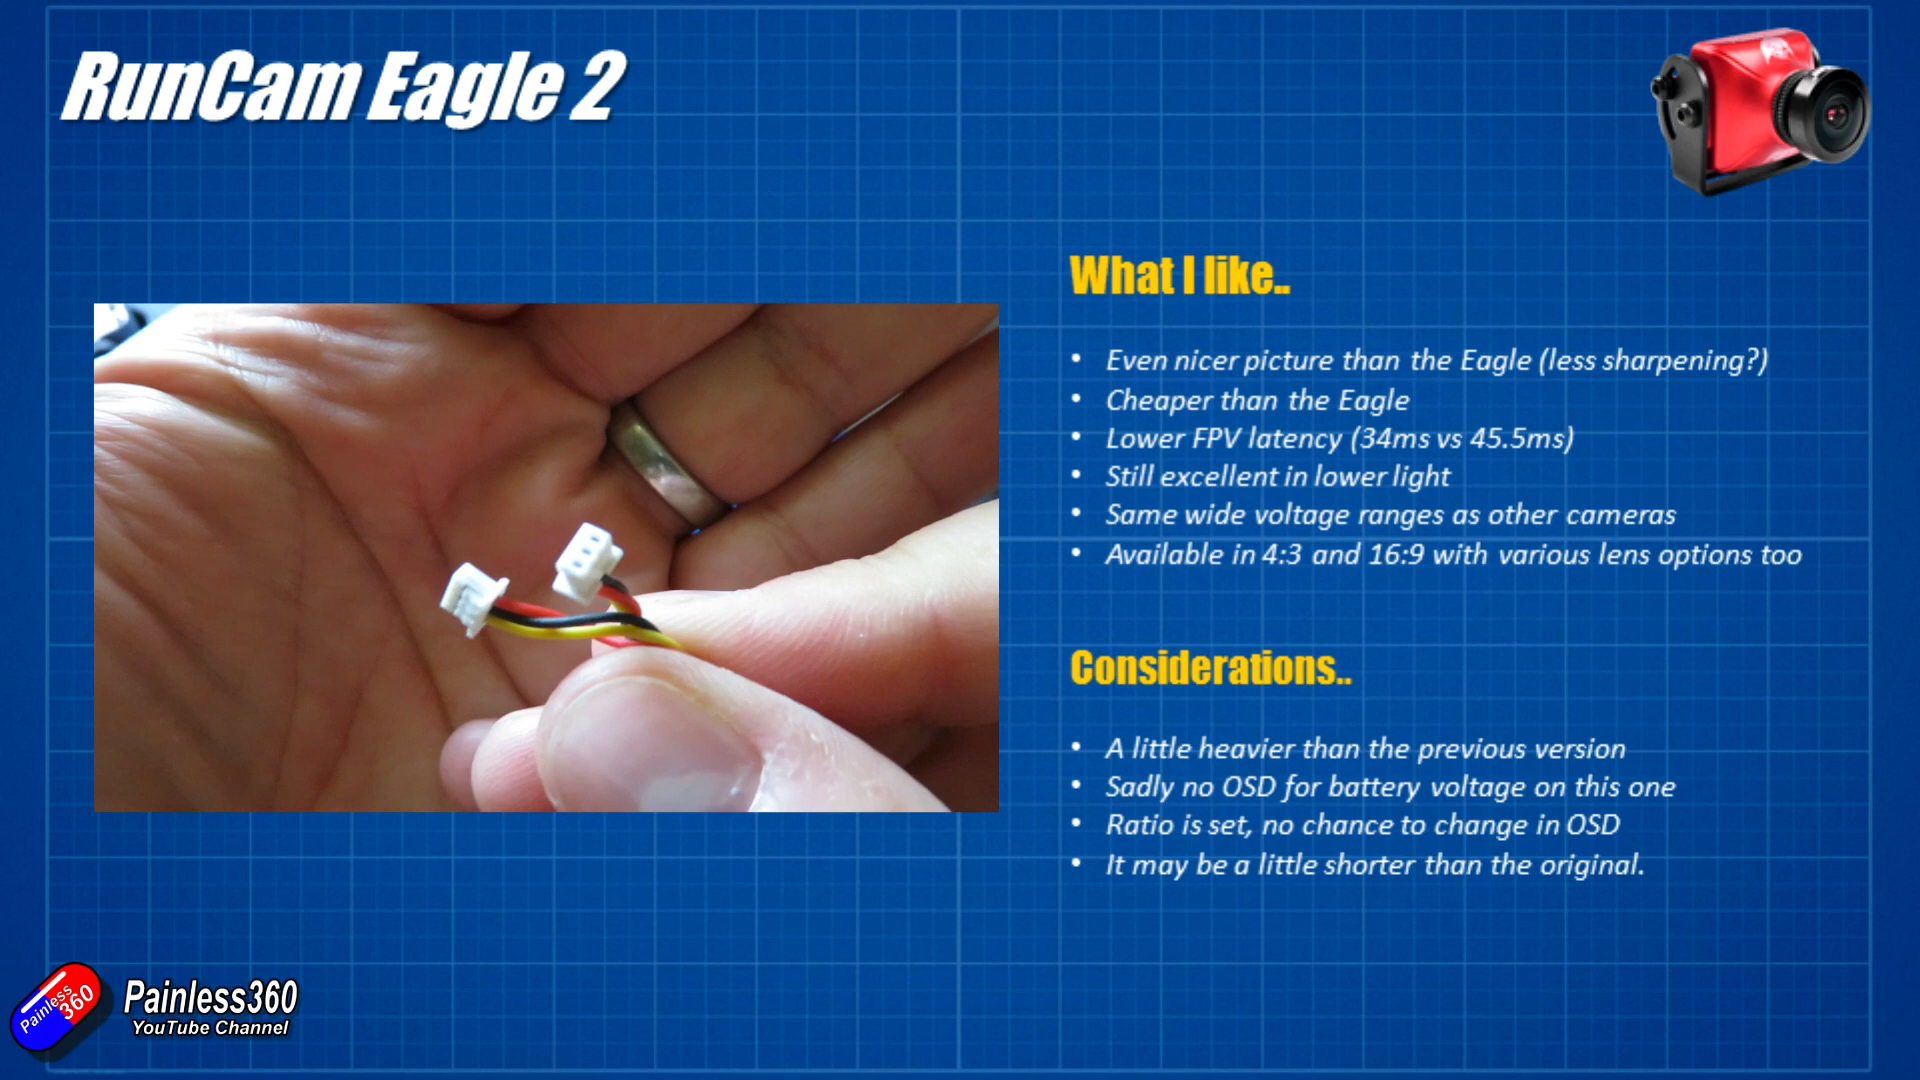 RunCam Eagle 2
What I like..
• Even nicer picture than the Eagle (less sharpening?)
• Cheaper than the Eagle
• Lower FPV latency (34ms vs 45.5ms)
• Still excellent in lower light
• Same wide voltage ranges as other cameras
• Available in 4:3 and 16:9 with various lens options too
Considerations..
• A little heavier than the previous version
• Sadly no OSD for battery voltage on this one
• Ratio is set, no chance to change in OSD
• It may be a little shorter than the original.
Painless
360
Painless360
YouTube Channel